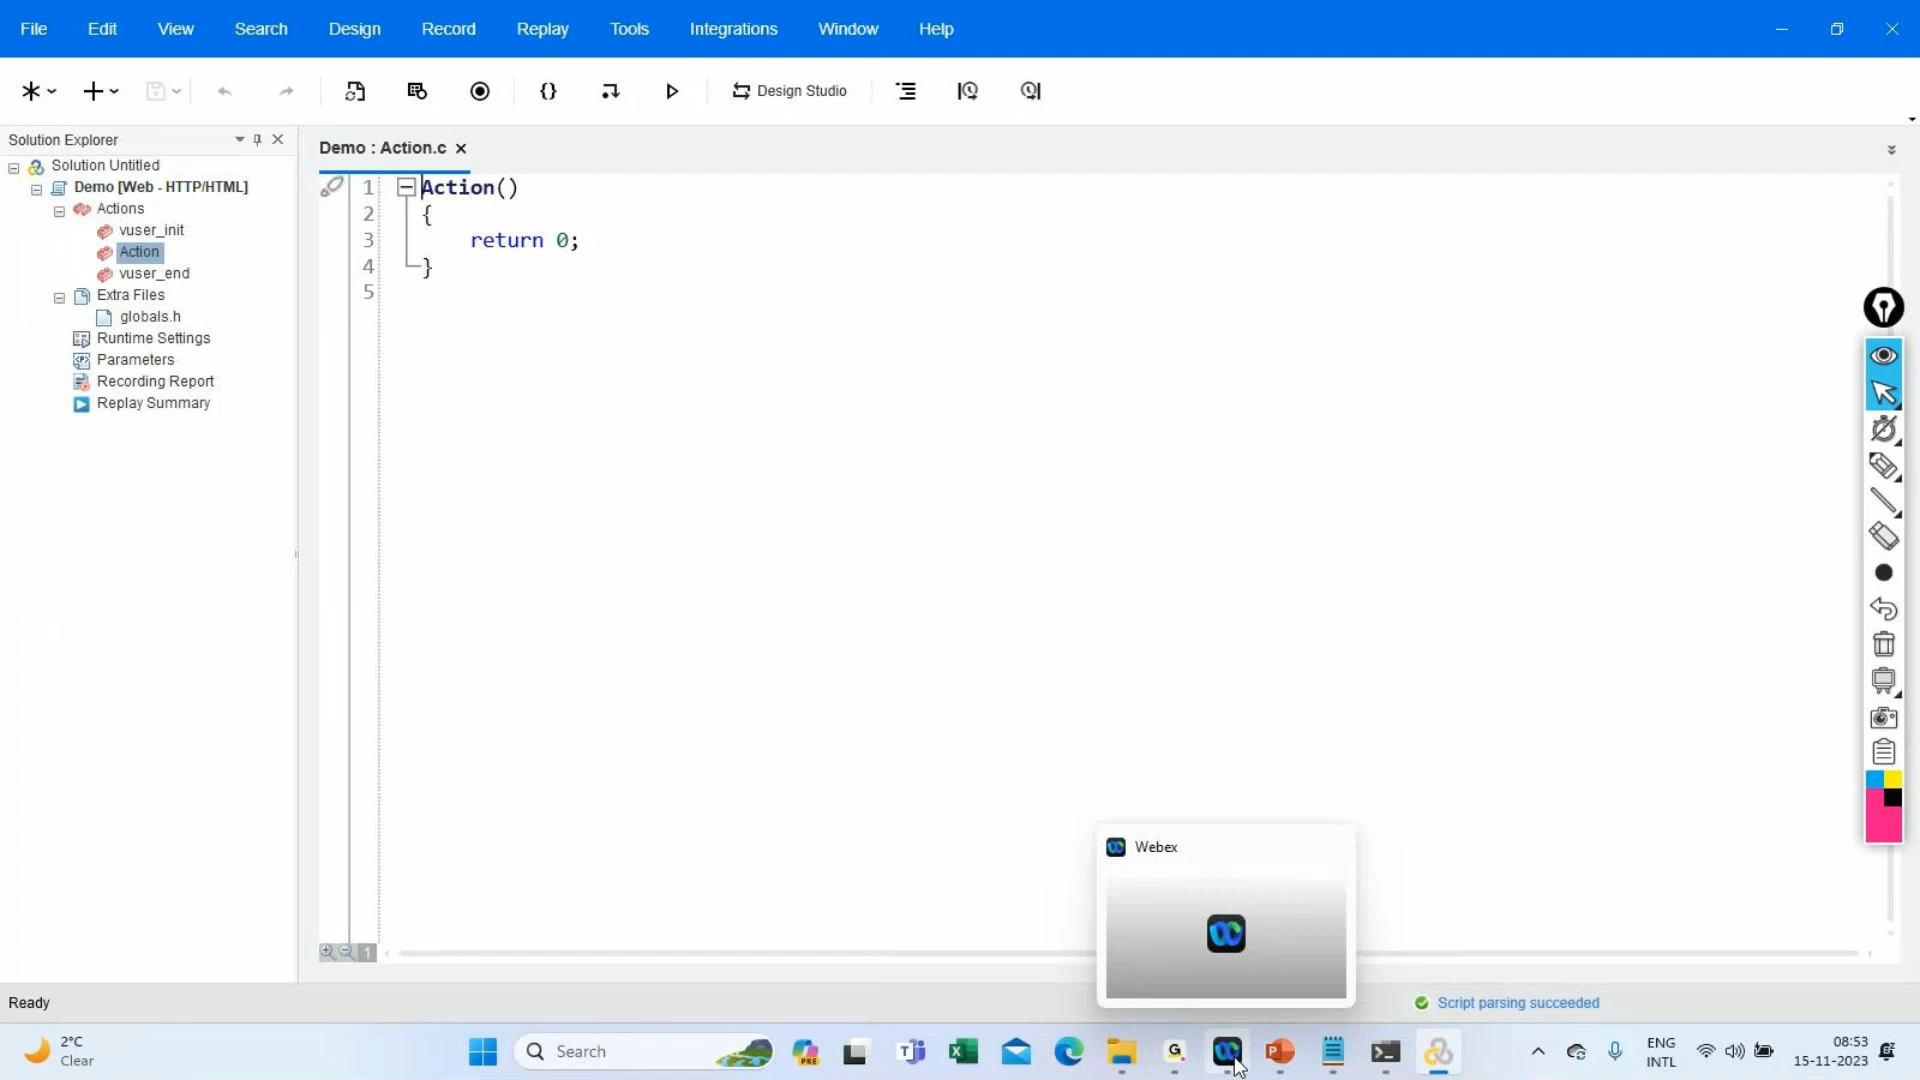 File Edit View Search Design Record Replay Tools Integrations Window Help
Design Studio
Solution Explorer
Demo : Action.c
Solution Untitled
Demo [Web - HTTP/HTML]
Actions
vuser_init
Action
vuser_end
Extra Files
globals.h
Runtime Settings
Parameters
Recording Report
Replay Summary
1 Action()
2 {
3 return 0;
4 }
5
1
Webex
Ready
Script parsing succeeded
2°C
Clear
Search
PRE
ENG
INTL
08:53
15-11-2023